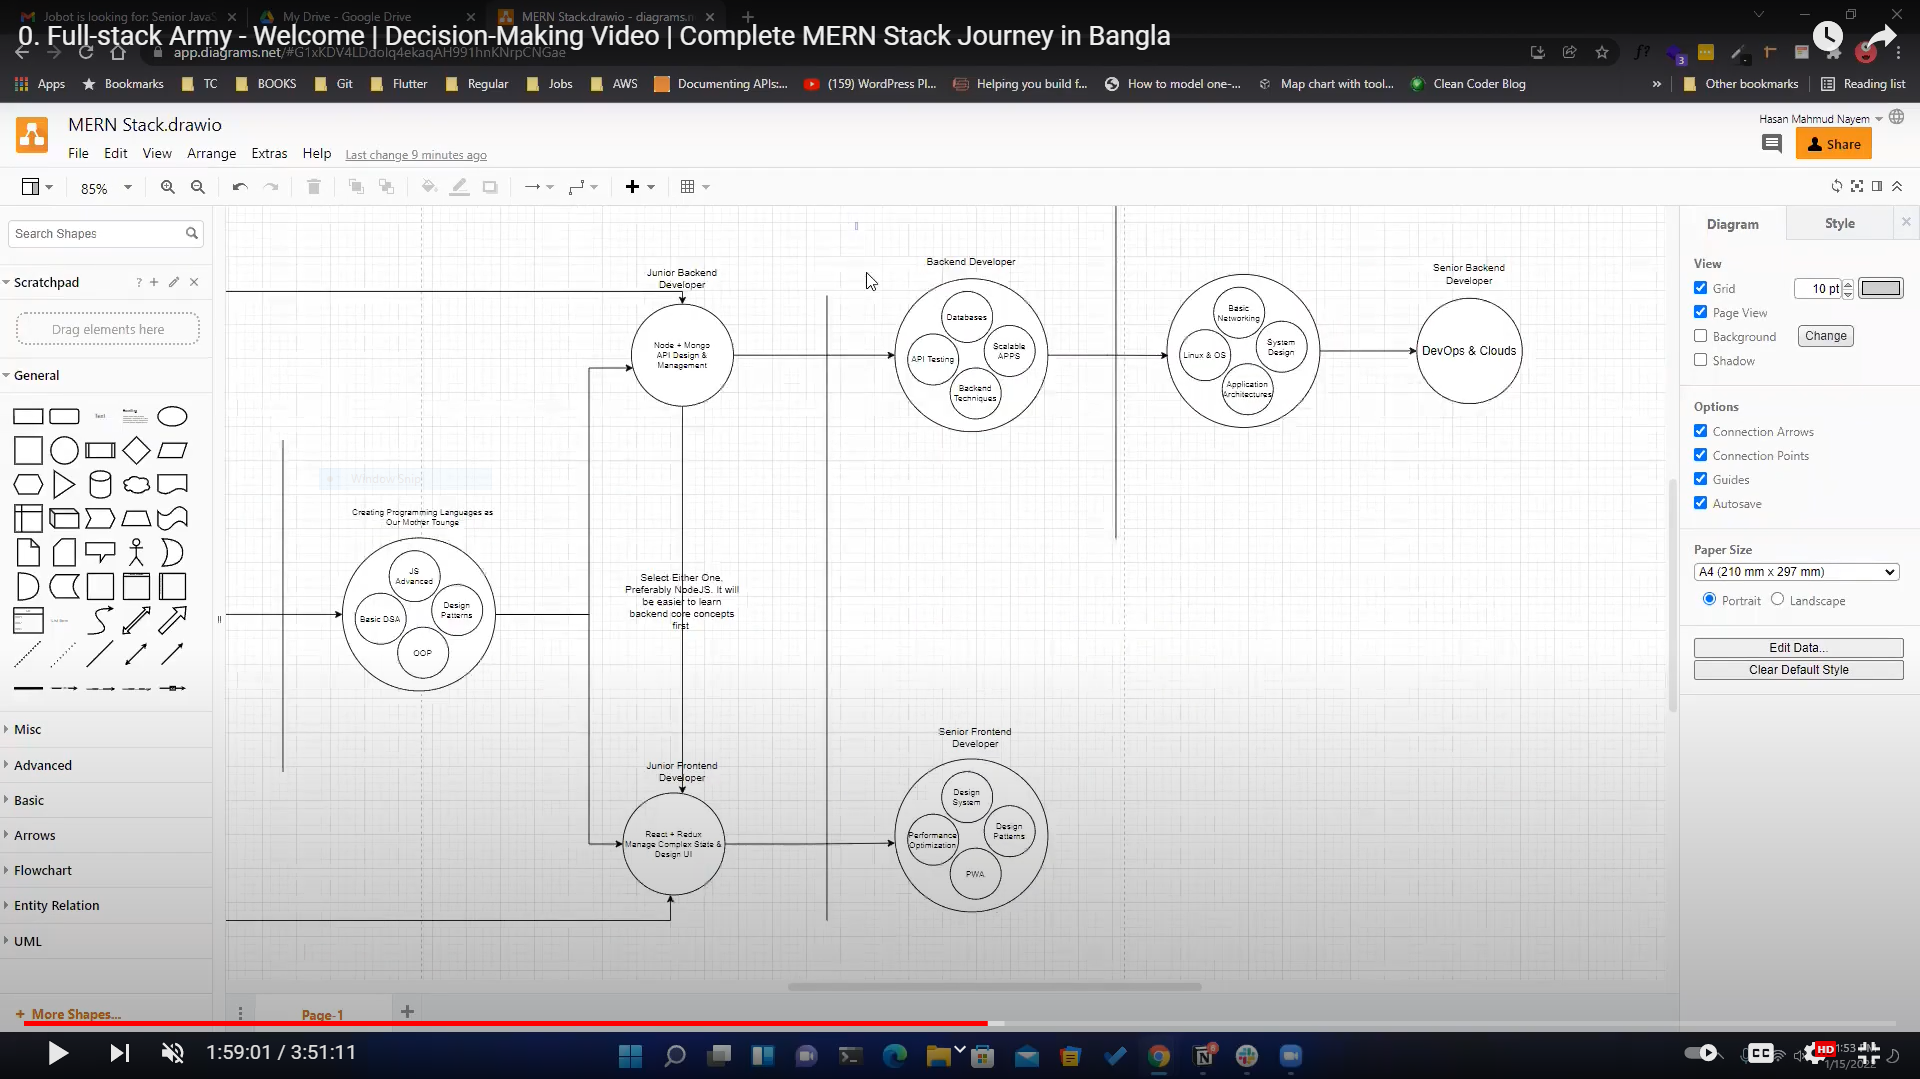 Jobot is looking for: Senior JavaS
My Drive - Google Drive
MERN Stack.drawio - diagrams.n
0. Full-stack Army - Welcome | Decision-Making Video | Complete MERN Stack Journey in Bangla
Apps
Bookmarks
TC
BOOKS
Git
Flutter
Regular
Jobs
AWS
Documenting APIs:...
(159) WordPress Pl...
Helping you build f...
How to model one-...
Map chart with tool...
Clean Coder Blog
»
Other bookmarks
Reading list
MERN Stack.drawio
Hasan Mahmud Nayem
File Edit View Arrange Extras Help Last change 9 minutes ago
Share
85%
Search Shapes
Scratchpad
Drag elements here
General
Misc
Advanced
Basic
Arrows
Flowchart
Entity Relation
UML
+ More Shapes...
Junior Backend
Developer
Node + Mongo
API Design &
Management
Backend Developer
Databases
API Testing
Scalable
APPS
Backend
Techniques
Basic
Networking
Linux & OS
System
Design
Application
Architectures
Senior Backend
Developer
DevOps & Clouds
Window Snip
Creating Programming Languages as
Our Mother Tounge
JS
Advanced
Basic DSA
Design
Patterns
OOP
Select Either One,
Preferably NodeJS. It will
be easier to learn
backend core concepts
first
Junior Frontend
Developer
React + Redux
Manage Complex State &
Design UI
Senior Frontend
Developer
Design
System
Performance
Optimization
Design
Patterns
PWA
Diagram
Style
View
Grid
10 pt
Page View
Background
Change
Shadow
Options
Connection Arrows
Connection Points
Guides
Autosave
Paper Size
A4 (210 mm x 297 mm)
Portrait
Landscape
Edit Data...
Clear Default Style
Page-1
1:59:01 / 3:51:11
CC
HD